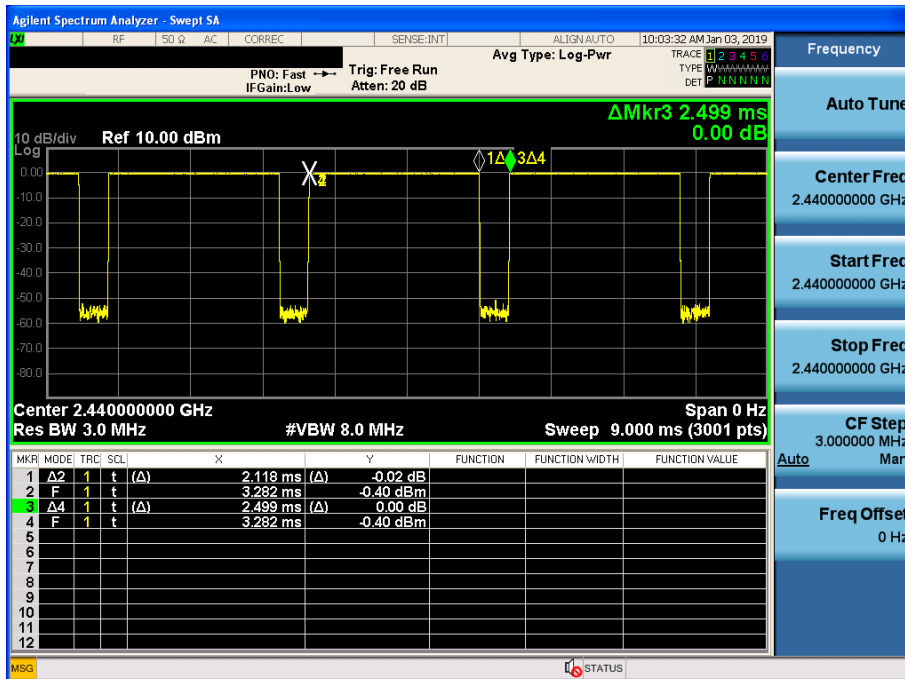 Agilent Spectrum Analyzer - Swept SA
LXI RF 50 Ω AC CORREC SENSE:INT ALIGN AUTO 10:03:32 AM Jan 03, 2019
Avg Type: Log-Pwr
TRACE 1 2 3 4 5 6
PNO: Fast Trig: Free Run
TYPE WWWWWW
IFGain:Low Atten: 20 dB
DET P N N N N N
Frequency
Auto Tune
Center Freq
2.440000000 GHz
Start Freq
2.440000000 GHz
Stop Freq
2.440000000 GHz
CF Step
3.000000 MHz
Auto Man
Freq Offset
0 Hz
ΔMkr3 2.499 ms
0.00 dB
10 dB/div Ref 10.00 dBm
Log
1Δ 3Δ4
0.00
-10.0
-20.0
-30.0
-40.0
-50.0
-60.0
-70.0
-80.0
Center 2.440000000 GHz Span 0 Hz
Res BW 3.0 MHz #VBW 8.0 MHz Sweep 9.000 ms (3001 pts)
MKR MODE TRC SCL X Y FUNCTION FUNCTION WIDTH FUNCTION VALUE
1 Δ2 1 t (Δ) 2.118 ms (Δ) -0.02 dB
2 F 1 t 3.282 ms -0.40 dBm
3 Δ4 1 t (Δ) 2.499 ms (Δ) 0.00 dB
4 F 1 t 3.282 ms -0.40 dBm
5
6
7
8
9
10
11
12
MSG STATUS